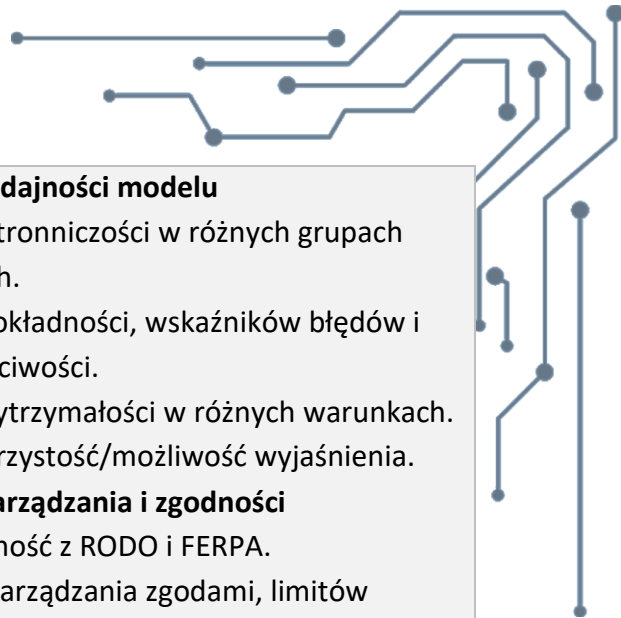 dajności modelu
tronniczości w różnych grupach
h.
okładności, wskaźników błędów i
ciwości.
ytrzymałości w różnych warunkach.
rzystość/możliwość wyjaśnienia.
arządzania i zgodności
ność z RODO i FERPA.
arządzania zgodami, limitów